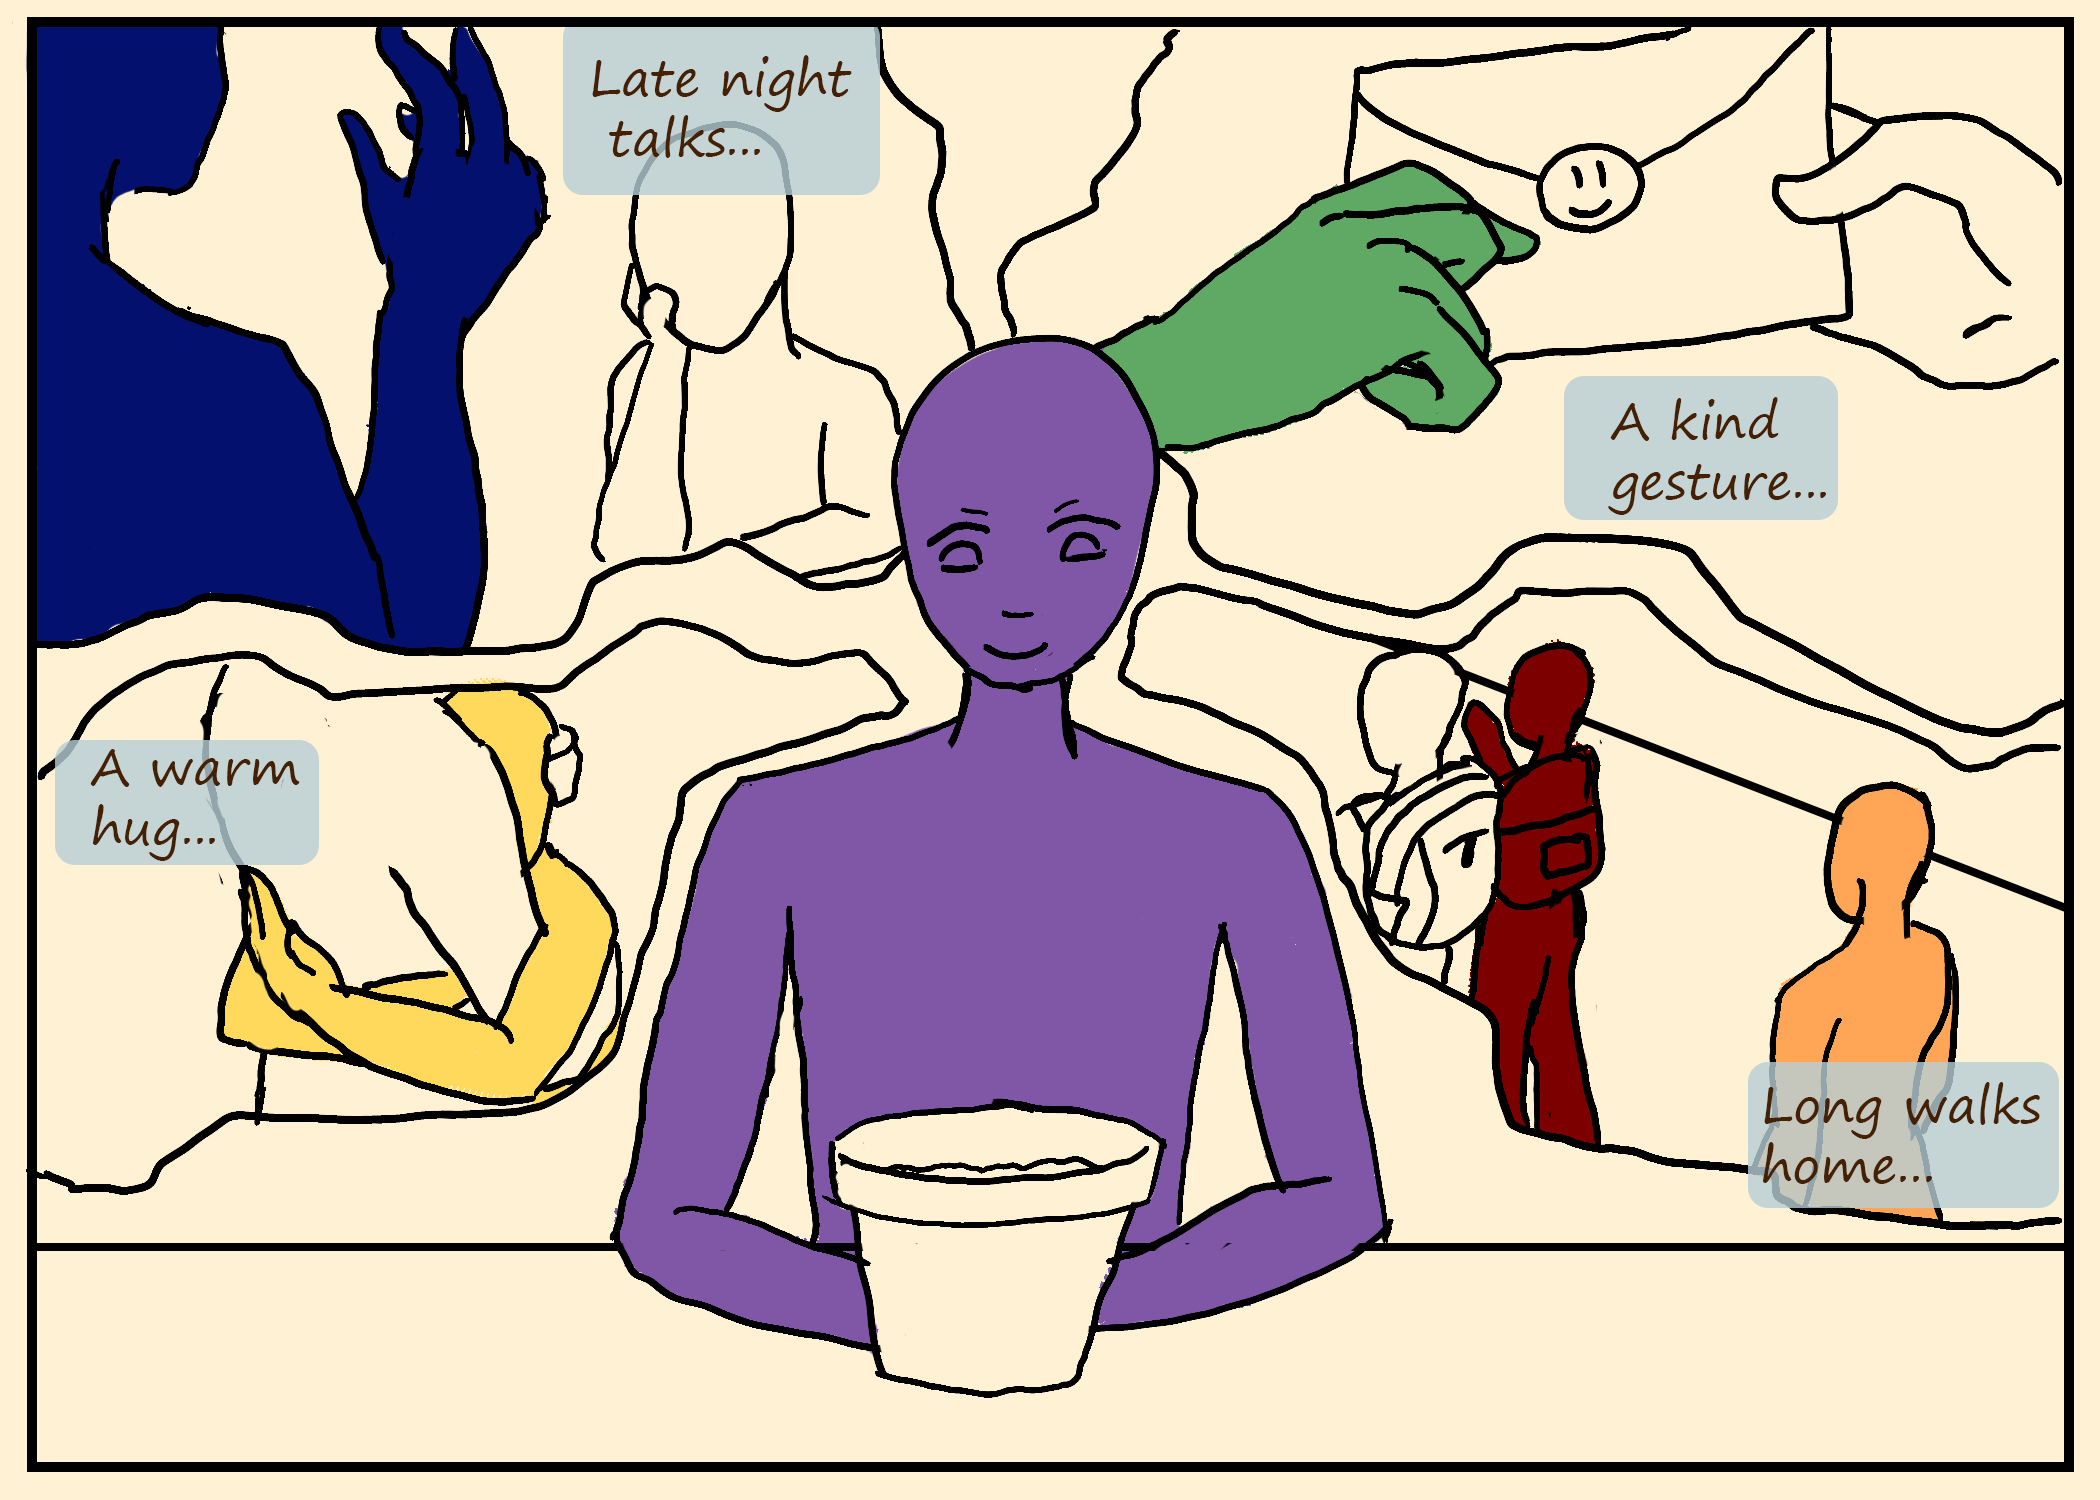 Late night
talks...
A kind
gesture...
A warm
hug...
Long walks
home...